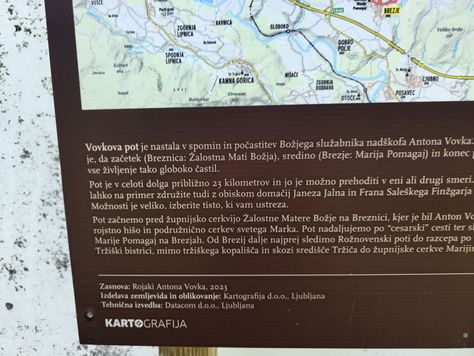 VOŠČE
ZGORNJA
LIPNICA
SPODNJA
LIPNICA
RAVNICA
KAMNA GORICA
GLOBOKO
MIŠAČE
DOBRO
POLJE
ZGORNJA
DOBRAVA
OTOČE
POSAVEC
LJUBNO
Marija
Pomagaj
BREZJE
Vovkova pot je nastala v spomin in počastitev Božjega služabnika nadškofa Antona Vovka.
je, da začetek (Breznica: Žalostna Mati Božja), sredino (Brezje: Marija Pomagaj) in konec p
vse življenje tako globoko častil.
Pot je v celoti dolga približno 23 kilometrov in jo je možno prehoditi v eni ali drugi smeri.
lahko na primer združite tudi z obiskom domačij Janeza Jalna in Frana Saleškega Finžgarja
Možnosti je veliko, izberite tisto, ki vam ustreza.
Pot začnemo pred župnijsko cerkvijo Žalostne Matere Božje na Breznici, kjer je bil Anton Vo
rojstno hišo in podružnično cerkev svetega Marka. Pot nadaljujemo po “cesarski” cesti ter s
Marije Pomagaj na Brezjah. Od Brezij dalje najprej sledimo Rožnovenski poti do razcepa po
Tržiški bistrici, mimo tržiškega kopališča in skozi središče Tržiča do župnijske cerkve Marijin
Zasnova: Rojaki Antona Vovka, 2023
Izdelava zemljevida in oblikovanje: Kartografija d.o.o., Ljubljana
Tehnična izvedba: Datacom d.o.o., Ljubljana
KARTOGRAFIJA